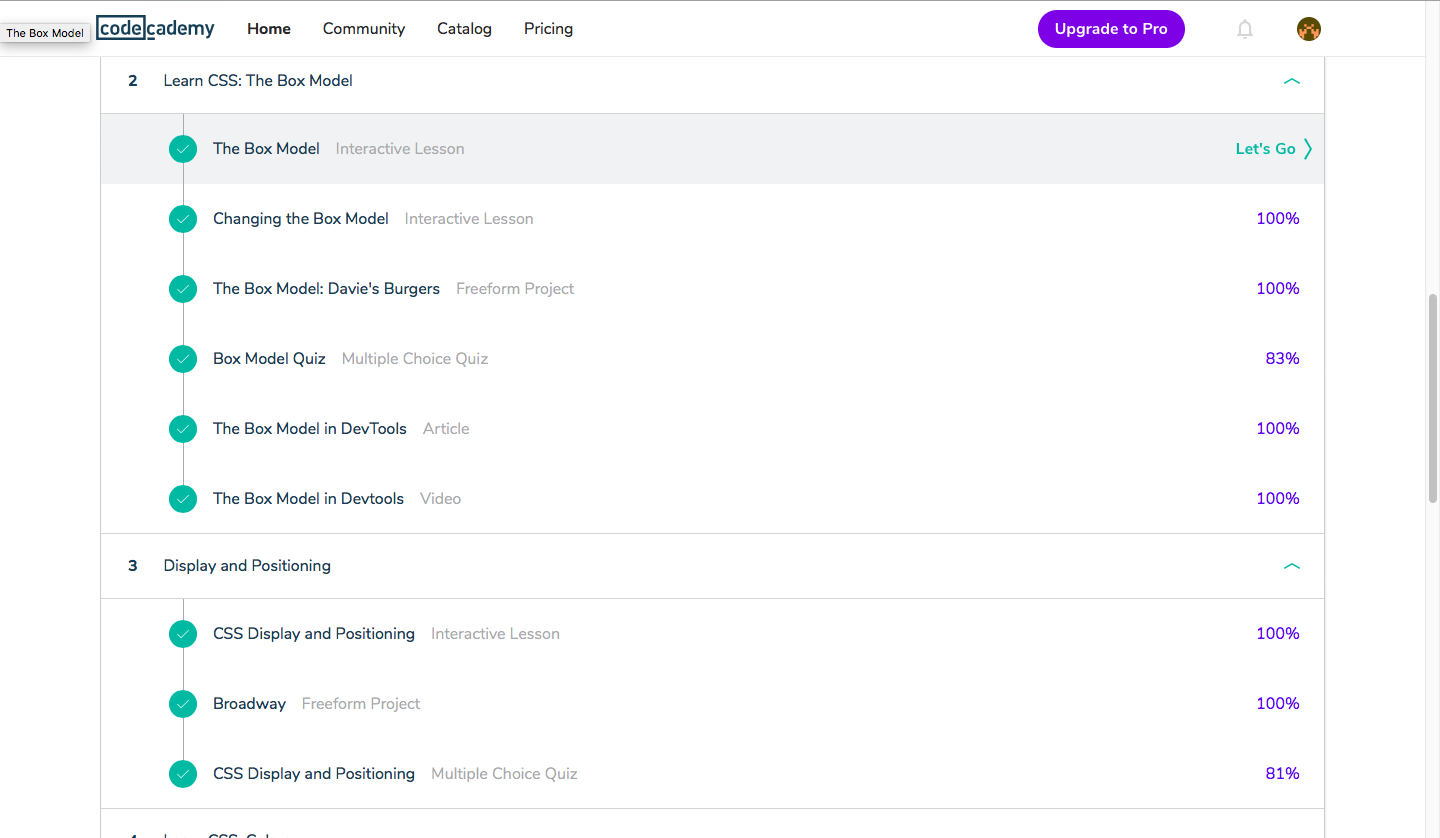 The Box Model
codecademy
Home Community Catalog Pricing Upgrade to Pro
2 Learn CSS: The Box Model
The Box Model Interactive Lesson Let's Go
Changing the Box Model Interactive Lesson 100%
The Box Model: Davie's Burgers Freeform Project 100%
Box Model Quiz Multiple Choice Quiz 83%
The Box Model in DevTools Article 100%
The Box Model in Devtools Video 100%
3 Display and Positioning
CSS Display and Positioning Interactive Lesson 100%
Broadway Freeform Project 100%
CSS Display and Positioning Multiple Choice Quiz 81%